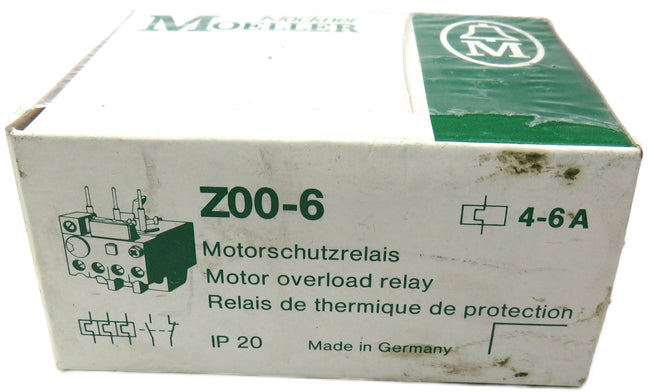 Klöckner
MOELLER
M
Z00-6
4-6 A
Motorschutzrelais
Motor overload relay
Relais de thermique de protection
IP 20
Made in Germany